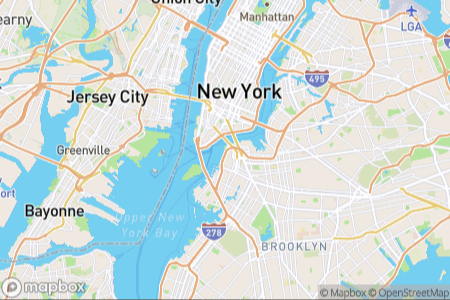 Union City
Manhattan
LGA
495
New York
Jersey City
Greenville
Bayonne
Upper New
York Bay
278
BROOKLYN
mapbox
© Mapbox © OpenStreetMap